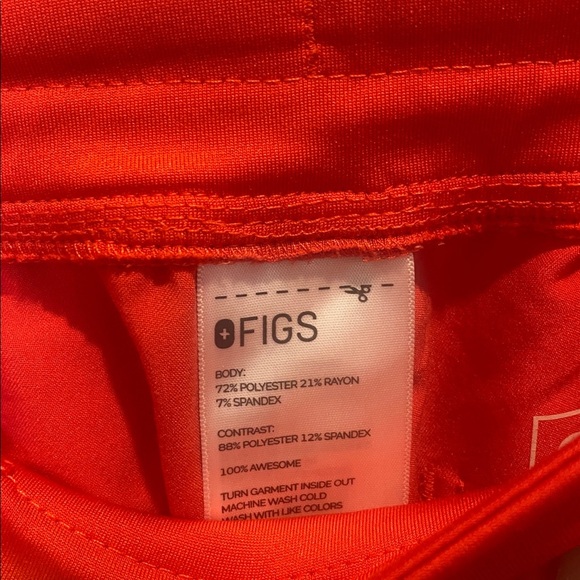 FIGS
BODY:
72% POLYESTER 21% RAYON
7% SPANDEX
CONTRAST:
88% POLYESTER 12% SPANDEX
100% AWESOME
TURN GARMENT INSIDE OUT
MACHINE WASH COLD
WASH WITH LIKE COLORS